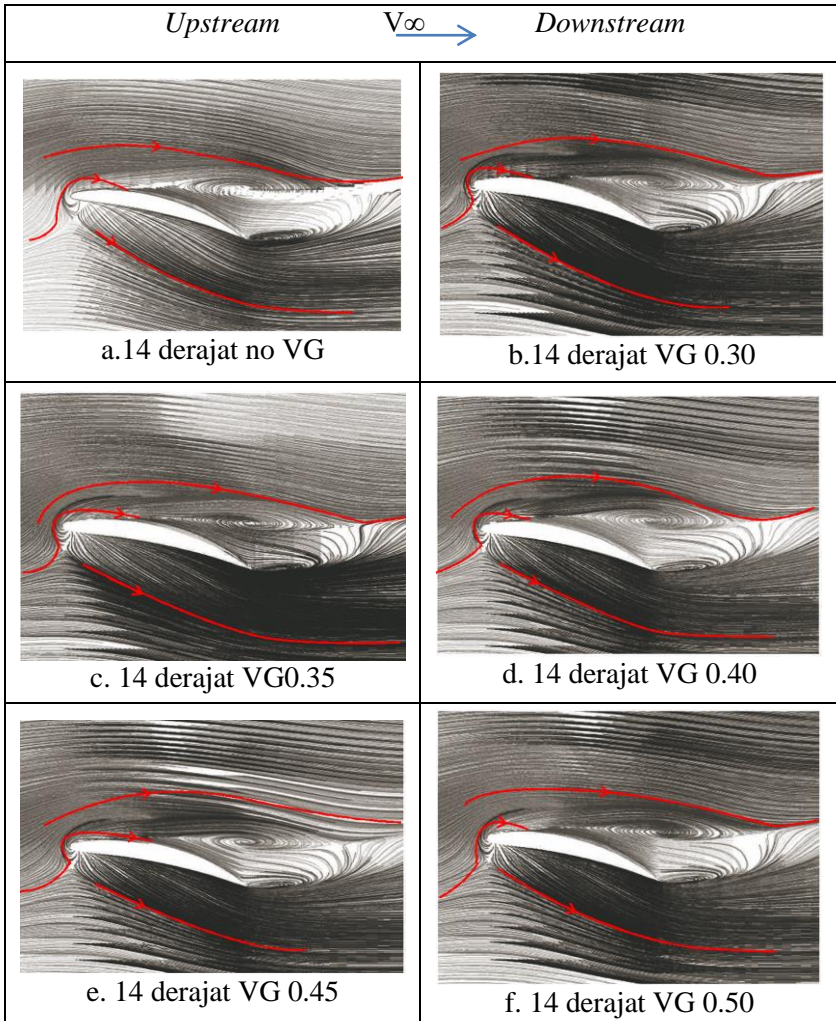 Upstream V∞ Downstream
a.14 derajat no VG
b.14 derajat VG 0.30
c. 14 derajat VG0.35
d. 14 derajat VG 0.40
e. 14 derajat VG 0.45
f. 14 derajat VG 0.50